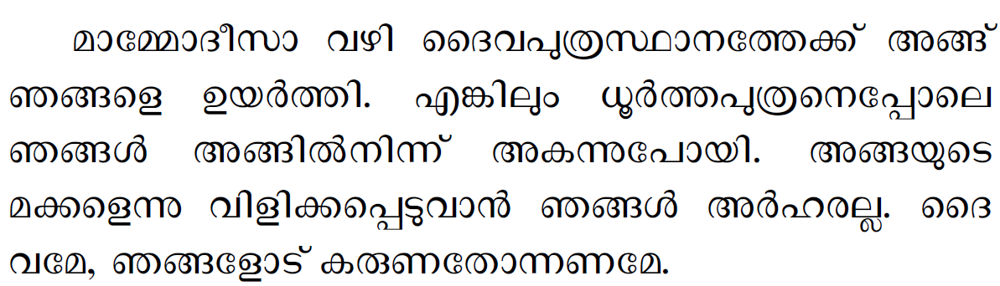 മാമ്മോദീസാ വഴി ദൈവപുത്രസ്ഥാനത്തേക്ക് അങ്ങ്
ഞങ്ങളെ ഉയർത്തി. എങ്കിലും ധൂർത്തപുത്രനെപ്പോലെ
ഞങ്ങൾ അങ്ങിൽനിന്ന് അകന്നുപോയി. അങ്ങയുടെ
മക്കളെന്നു വിളിക്കപ്പെടുവാൻ ഞങ്ങൾ അർഹരല്ല. ദൈ
വമേ, ഞങ്ങളോട് കരുണതോന്നണമേ.